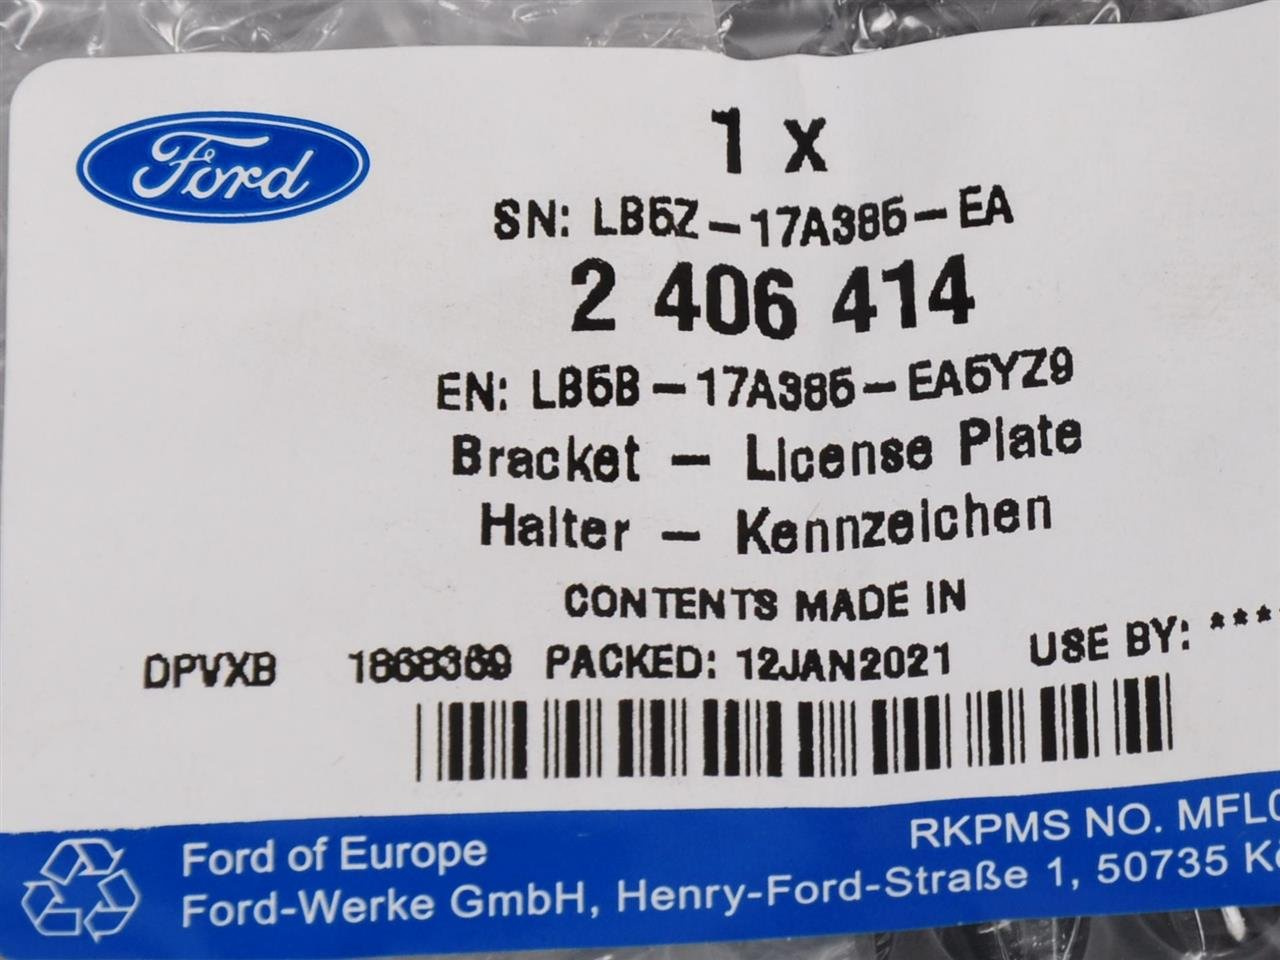 Ford
1 x
SN: LB5Z-17A385-EA
2 406 414
EN: LB5B-17A385-EA5YZ9
Bracket - License Plate
Halter - Kennzeichen
CONTENTS MADE IN
DPVXB 1868369 PACKED: 12JAN2021 USE BY: ****
Ford of Europe RKPMS NO. MFL
Ford-Werke GmbH, Henry-Ford-Straße 1, 50735